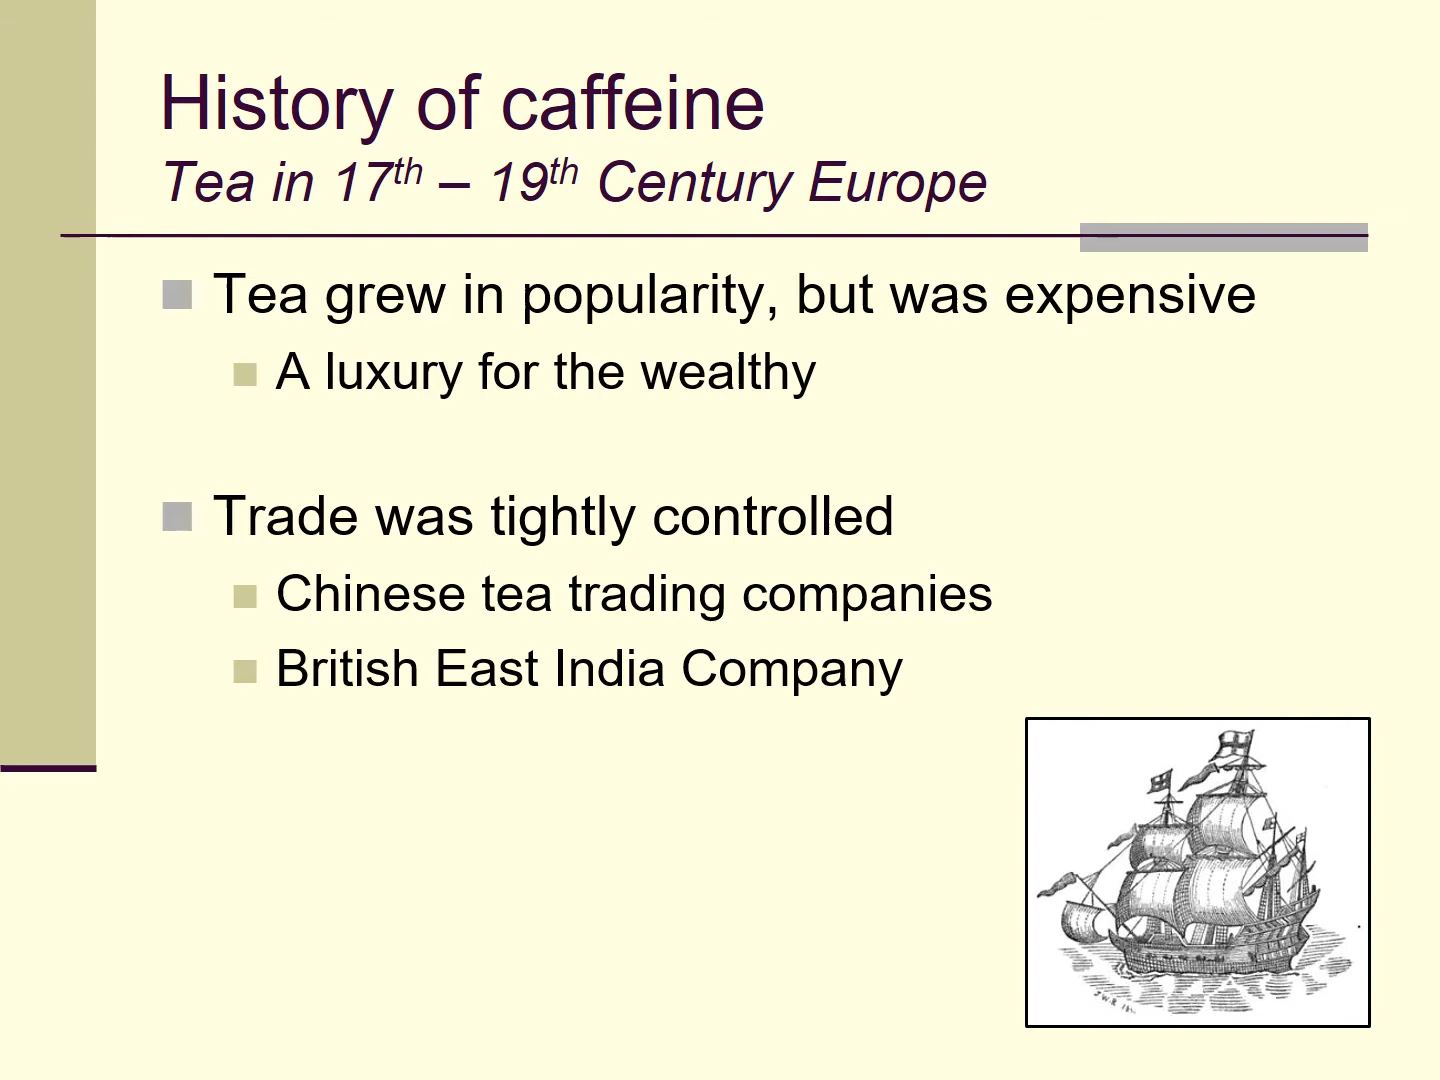 History of caffeine
Tea in 17th – 19th Century Europe
Tea grew in popularity, but was expensive
A luxury for the wealthy
Trade was tightly controlled
Chinese tea trading companies
British East India Company